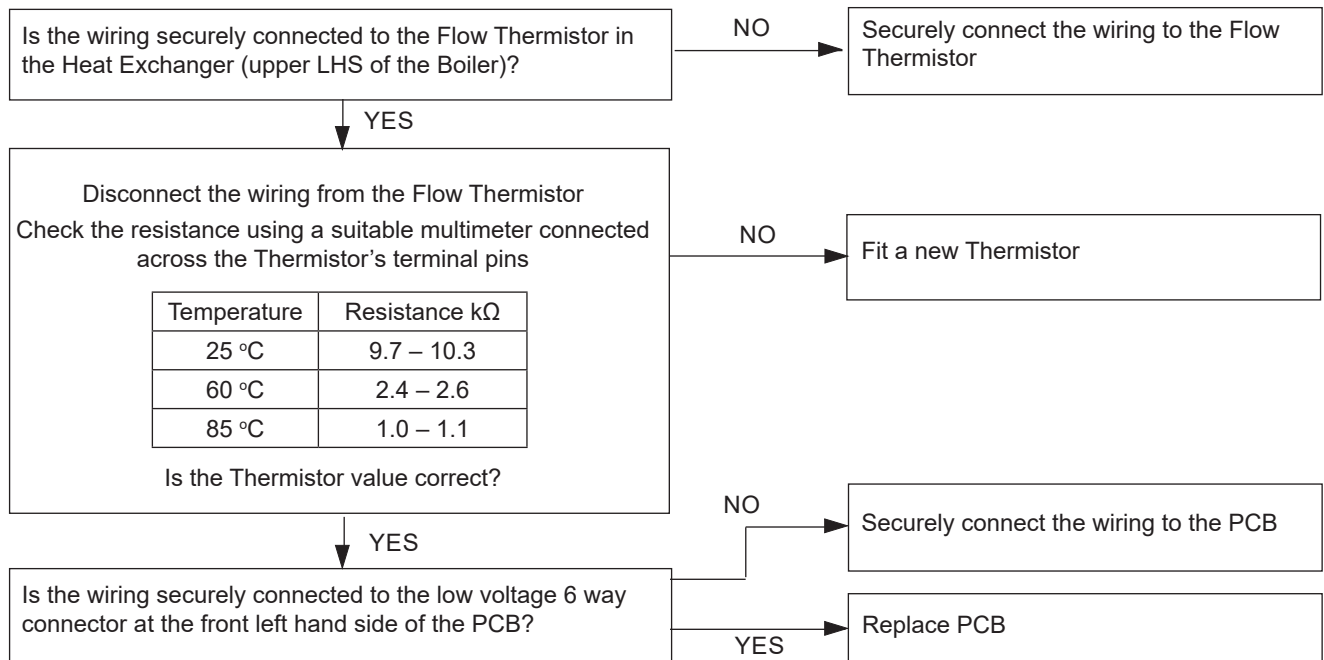 Is the wiring securely connected to the Flow Thermistor in
the Heat Exchanger (upper LHS of the Boiler)?
NO
Securely connect the wiring to the Flow
Thermistor
YES
Disconnect the wiring from the Flow Thermistor
Check the resistance using a suitable multimeter connected
across the Thermistor’s terminal pins
NO
Fit a new Thermistor
Temperature Resistance kΩ
25 °C 9.7 – 10.3
60 °C 2.4 – 2.6
85 °C 1.0 – 1.1
Is the Thermistor value correct?
YES
NO
Securely connect the wiring to the PCB
Is the wiring securely connected to the low voltage 6 way
connector at the front left hand side of the PCB?
YES
Replace PCB